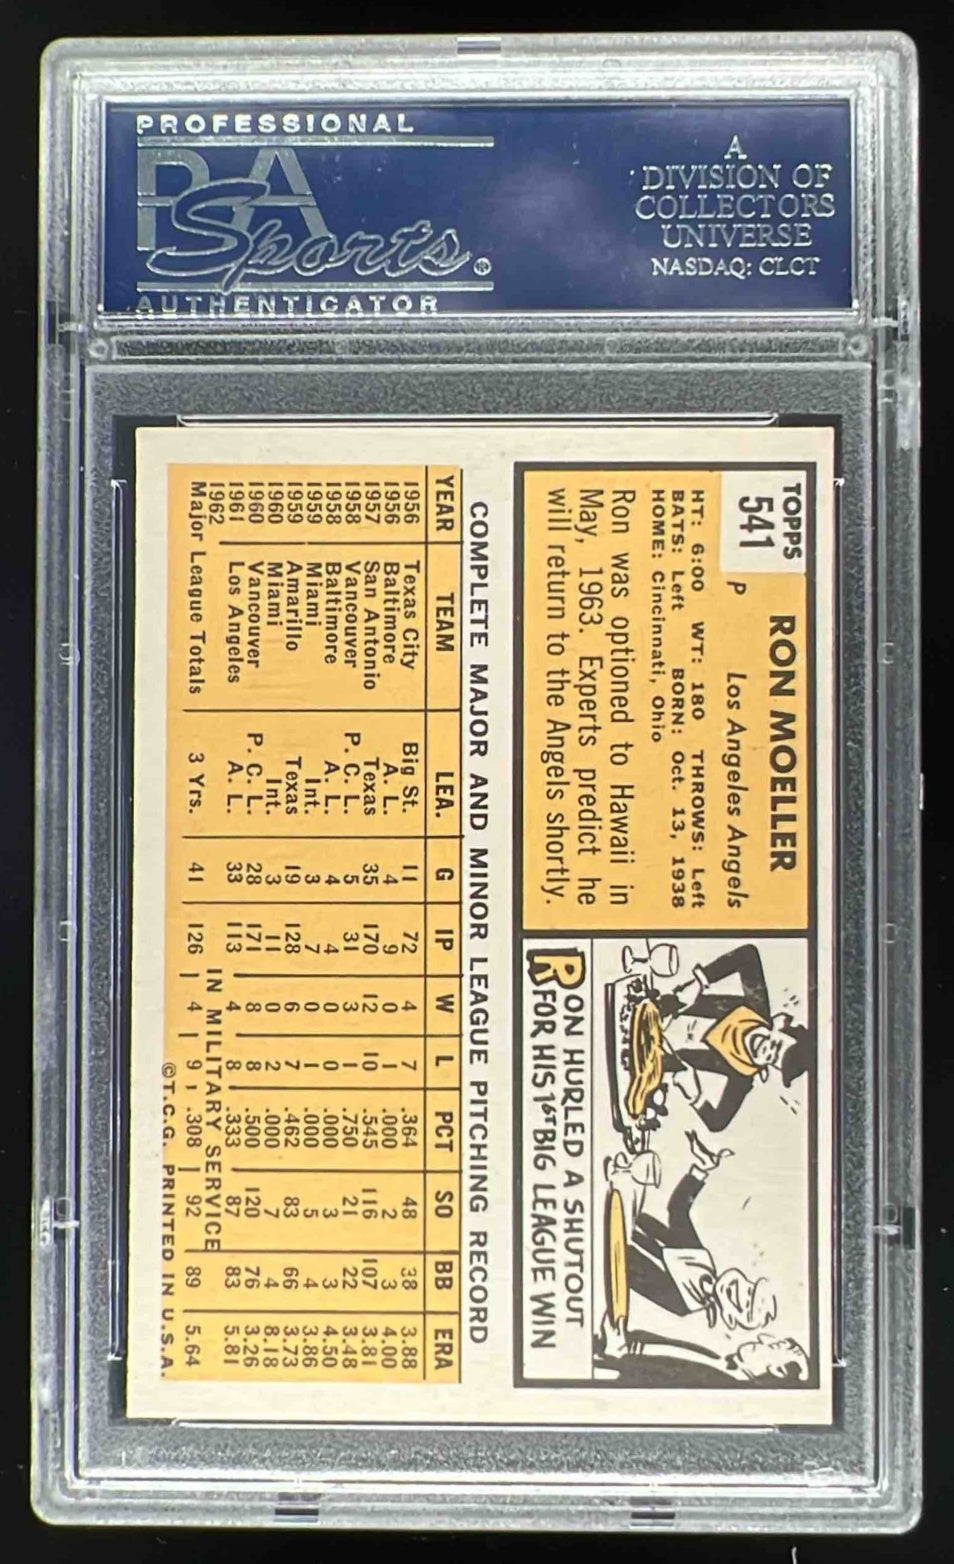 PROFESSIONAL
PSA
Sports®
AUTHENTICATOR
A
DIVISION OF
COLLECTORS
UNIVERSE
NASDAQ: CLCT
TOPPS
541
RON MOELLER
P Los Angeles Angels
HT: 6:00 WT: 180 THROWS: Left
BATS: Left BORN: Oct. 13, 1938
HOME: Cincinnati, Ohio
Ron was optioned to Hawaii in
May, 1963. Experts predict he
will return to the Angels shortly.
RON HURLED A SHUTOUT
FOR HIS 1ST BIG LEAGUE WIN
COMPLETE MAJOR AND MINOR LEAGUE PITCHING RECORD
YEAR TEAM LEA. G IP W L PCT SO BB ERA
1956 Texas City Big St. 11 72 4 7 .364 48 38 3.88
1956 Baltimore A. L. 4 9 0 1 .000 2 3 4.00
1957 San Antonio Texas 35 170 12 10 .545 116 107 3.81
1958 Vancouver P. C. L. 5 31 3 1 .750 21 22 3.48
1958 Baltimore A. L. 4 4 0 0 .000 3 3 4.50
1959 Miami Int. 3 7 0 1 .000 5 4 3.86
1959 Amarillo Texas 19 128 6 7 .462 83 66 3.73
1960 Miami Int. 3 11 0 2 .000 7 4 8.18
1960 Vancouver P. C. L. 28 171 8 8 .500 120 76 3.26
1961 Los Angeles A. L. 33 113 4 8 .333 87 83 5.81
1962 IN MILITARY SERVICE
Major League Totals 3 Yrs. 41 126 4 9 .308 92 89 5.64
©T.C.G. PRINTED IN U.S.A.